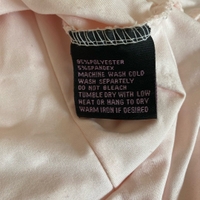 95%POLYESTER
5%SPANDEX
MACHINE WASH COLD
WASH SEPARATELY
DO NOT BLEACH
TUMBLE DRY WITH LOW
HEAT OR HANG TO DRY
WARM IRON IF DESIRED